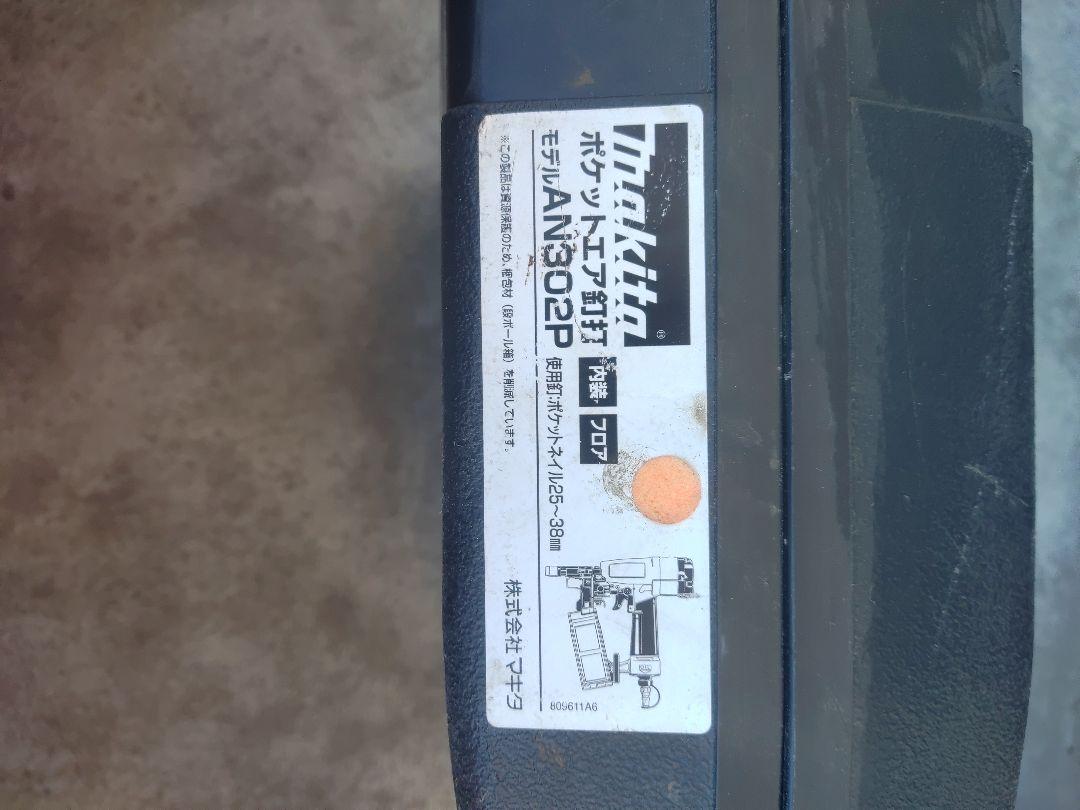 makita®
ポケットエア釘打 内装 フロア
モデルAN302P 使用釘:ポケットネイル25～38mm
※この製品は資源保護のため、梱包材（段ボール箱）を削減しています。
株式会社マキタ
809611A6